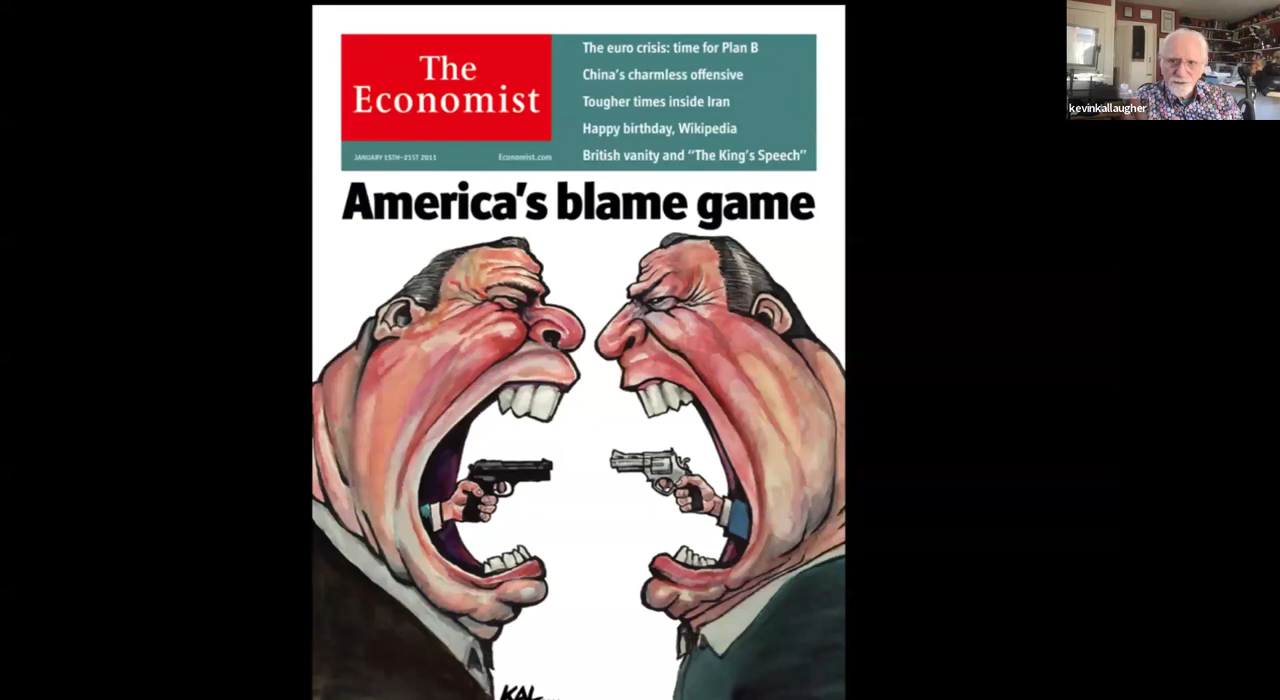 The
Economist
JANUARY 15TH–21ST 2011
Economist.com
The euro crisis: time for Plan B
China's charmless offensive
Tougher times inside Iran
Happy birthday, Wikipedia
British vanity and “The King's Speech”
America's blame game
KAL
kevinkallaugher